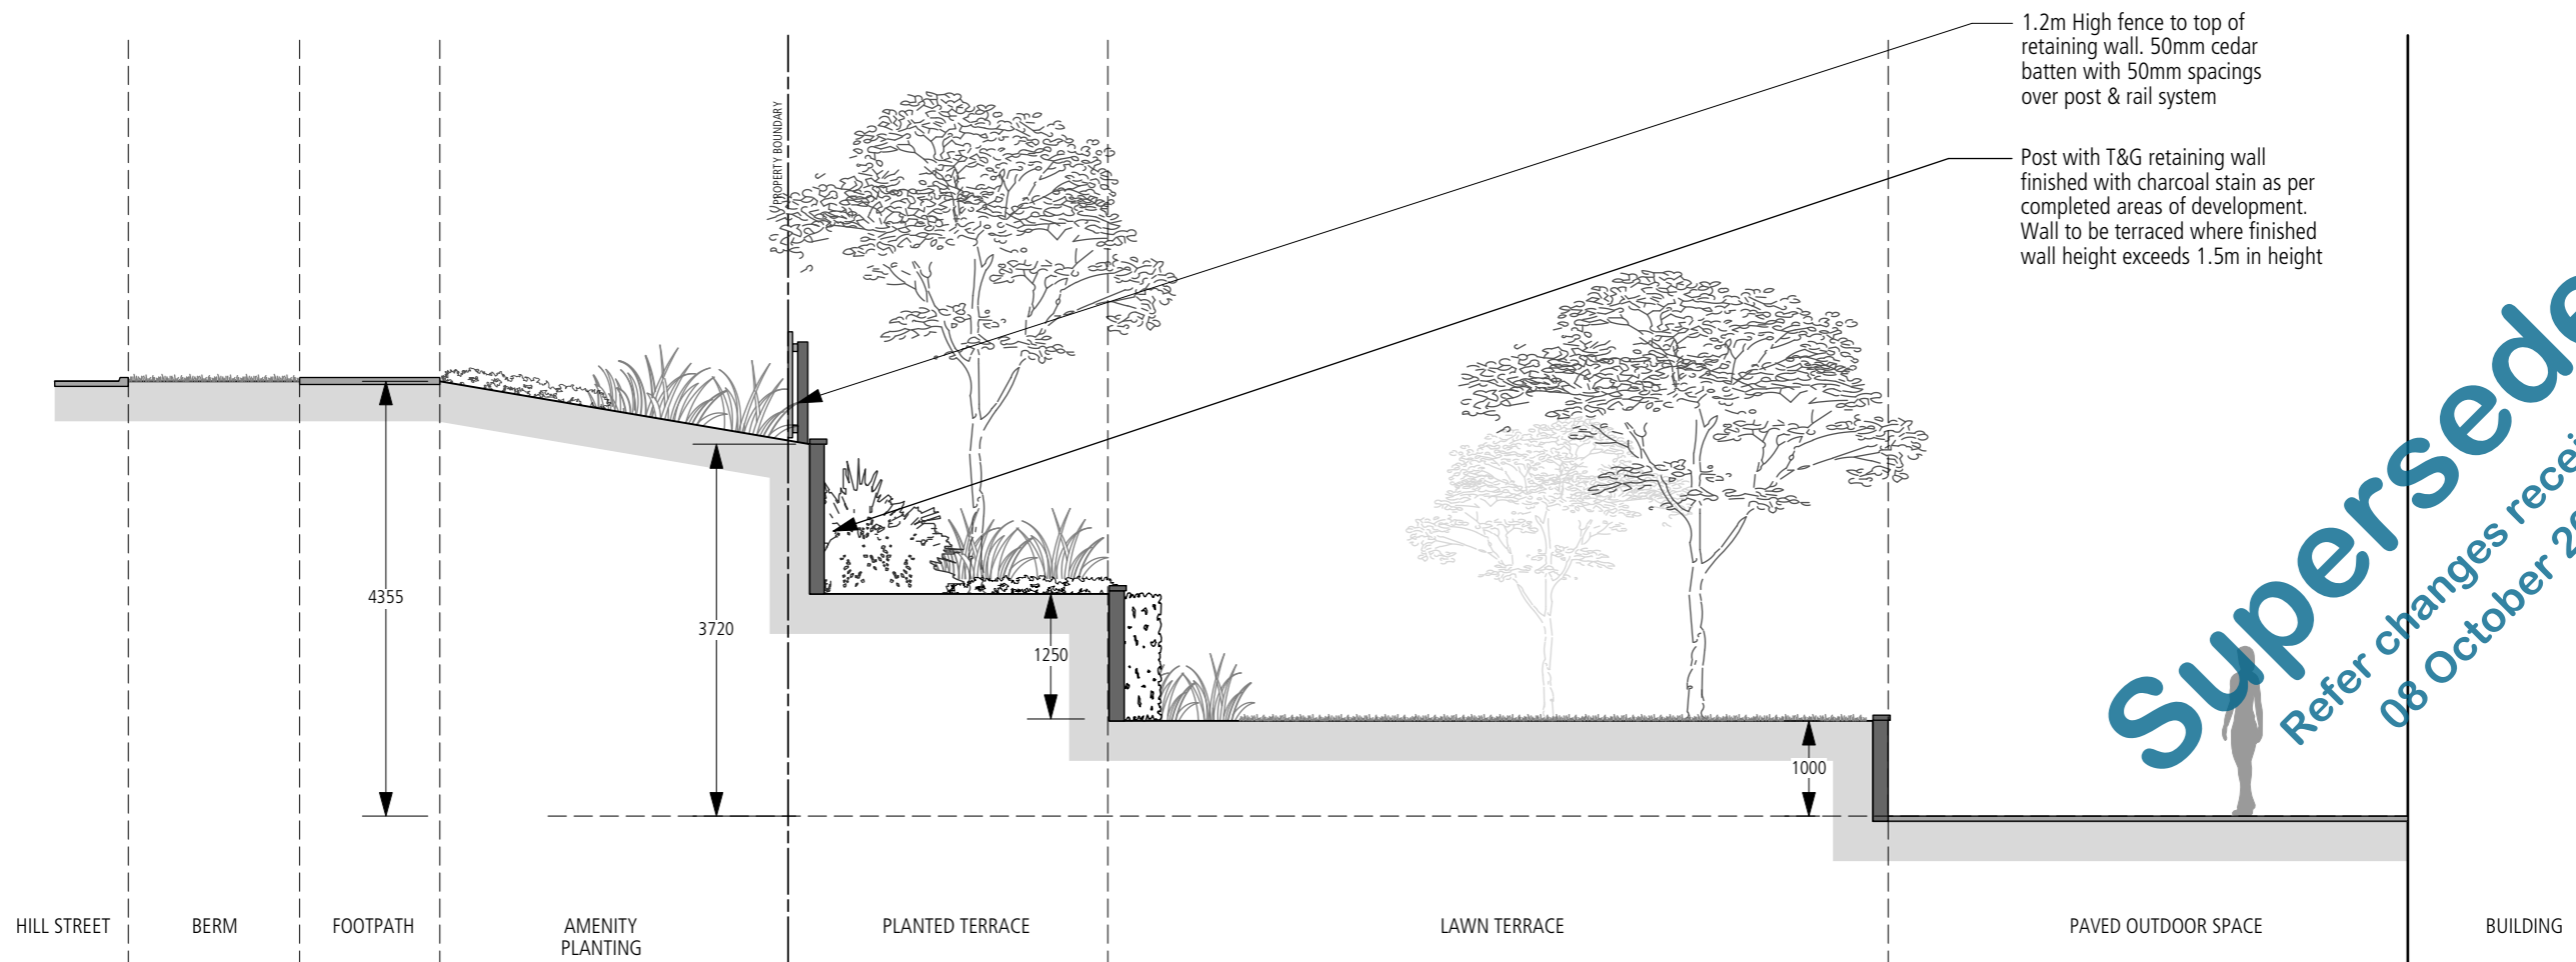 1.2m High fence to top of
retaining wall. 50mm cedar
batten with 50mm spacings
over post & rail system
Post with T&G retaining wall
finished with charcoal stain as per
completed areas of development.
Wall to be terraced where finished
wall height exceeds 1.5m in height
PROPERTY BOUNDARY
4355
3720
1250
1000
Refer changes
08 October
HILL STREET
BERM
FOOTPATH
AMENITY
PLANTING
PLANTED TERRACE
LAWN TERRACE
PAVED OUTDOOR SPACE
BUILDING